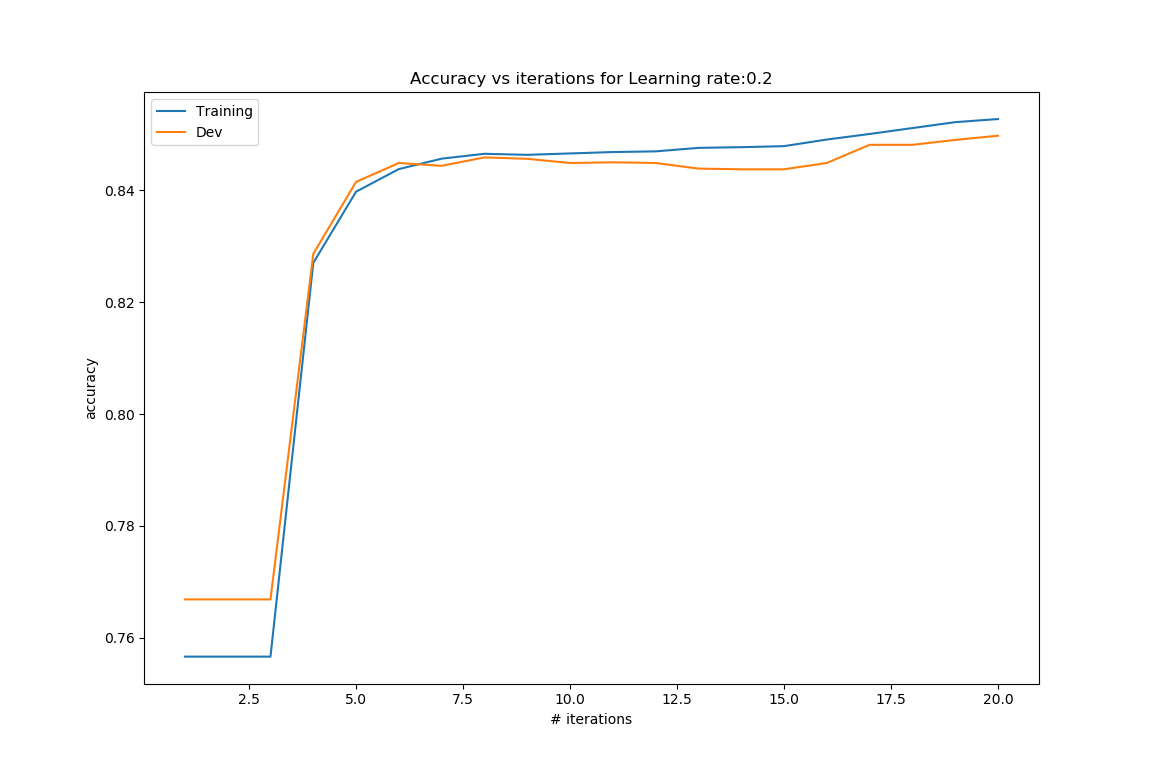 Accuracy vs iterations for Learning rate:0.2
Training
Dev
0.84
0.82
0.80
0.78
0.76
accuracy
2.5 5.0 7.5 10.0 12.5 15.0 17.5 20.0
# iterations